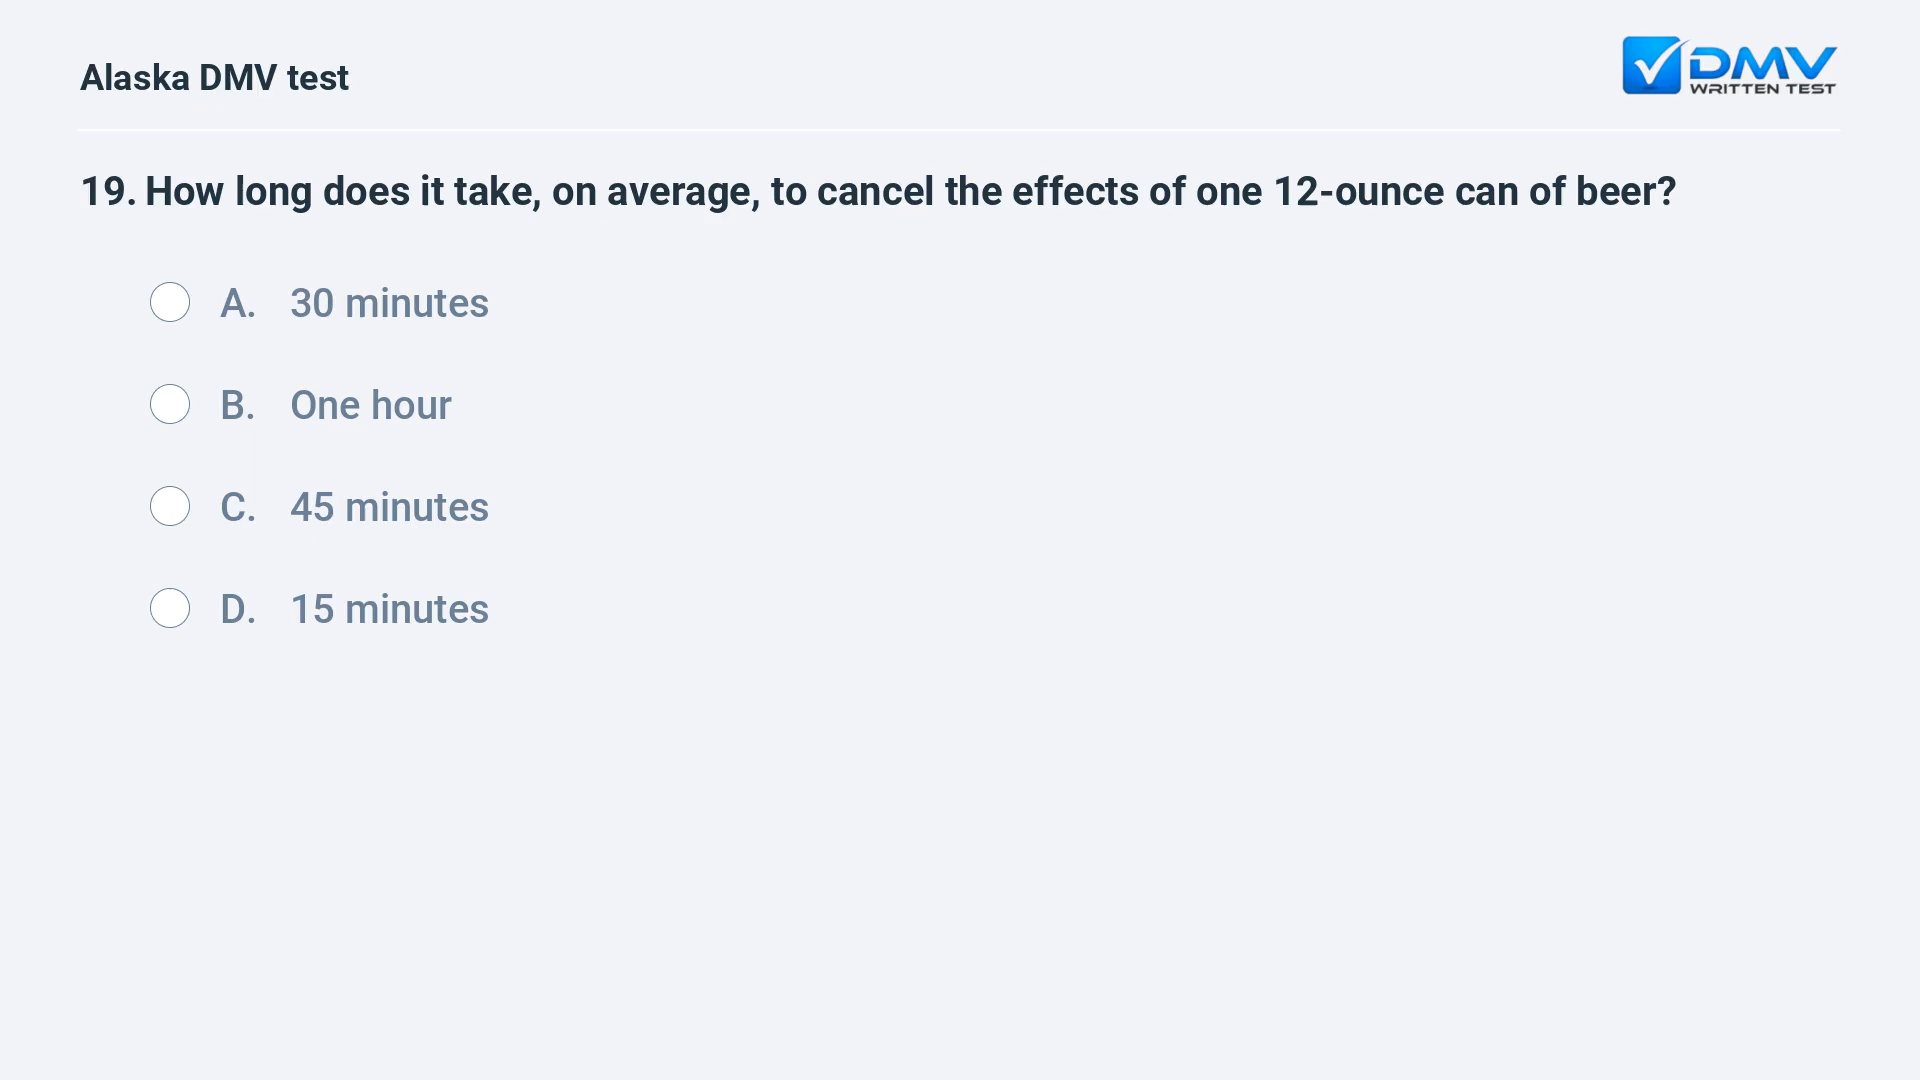 Alaska DMV test
DMV
WRITTEN TEST
19. How long does it take, on average, to cancel the effects of one 12-ounce can of beer?
A. 30 minutes
B. One hour
C. 45 minutes
D. 15 minutes